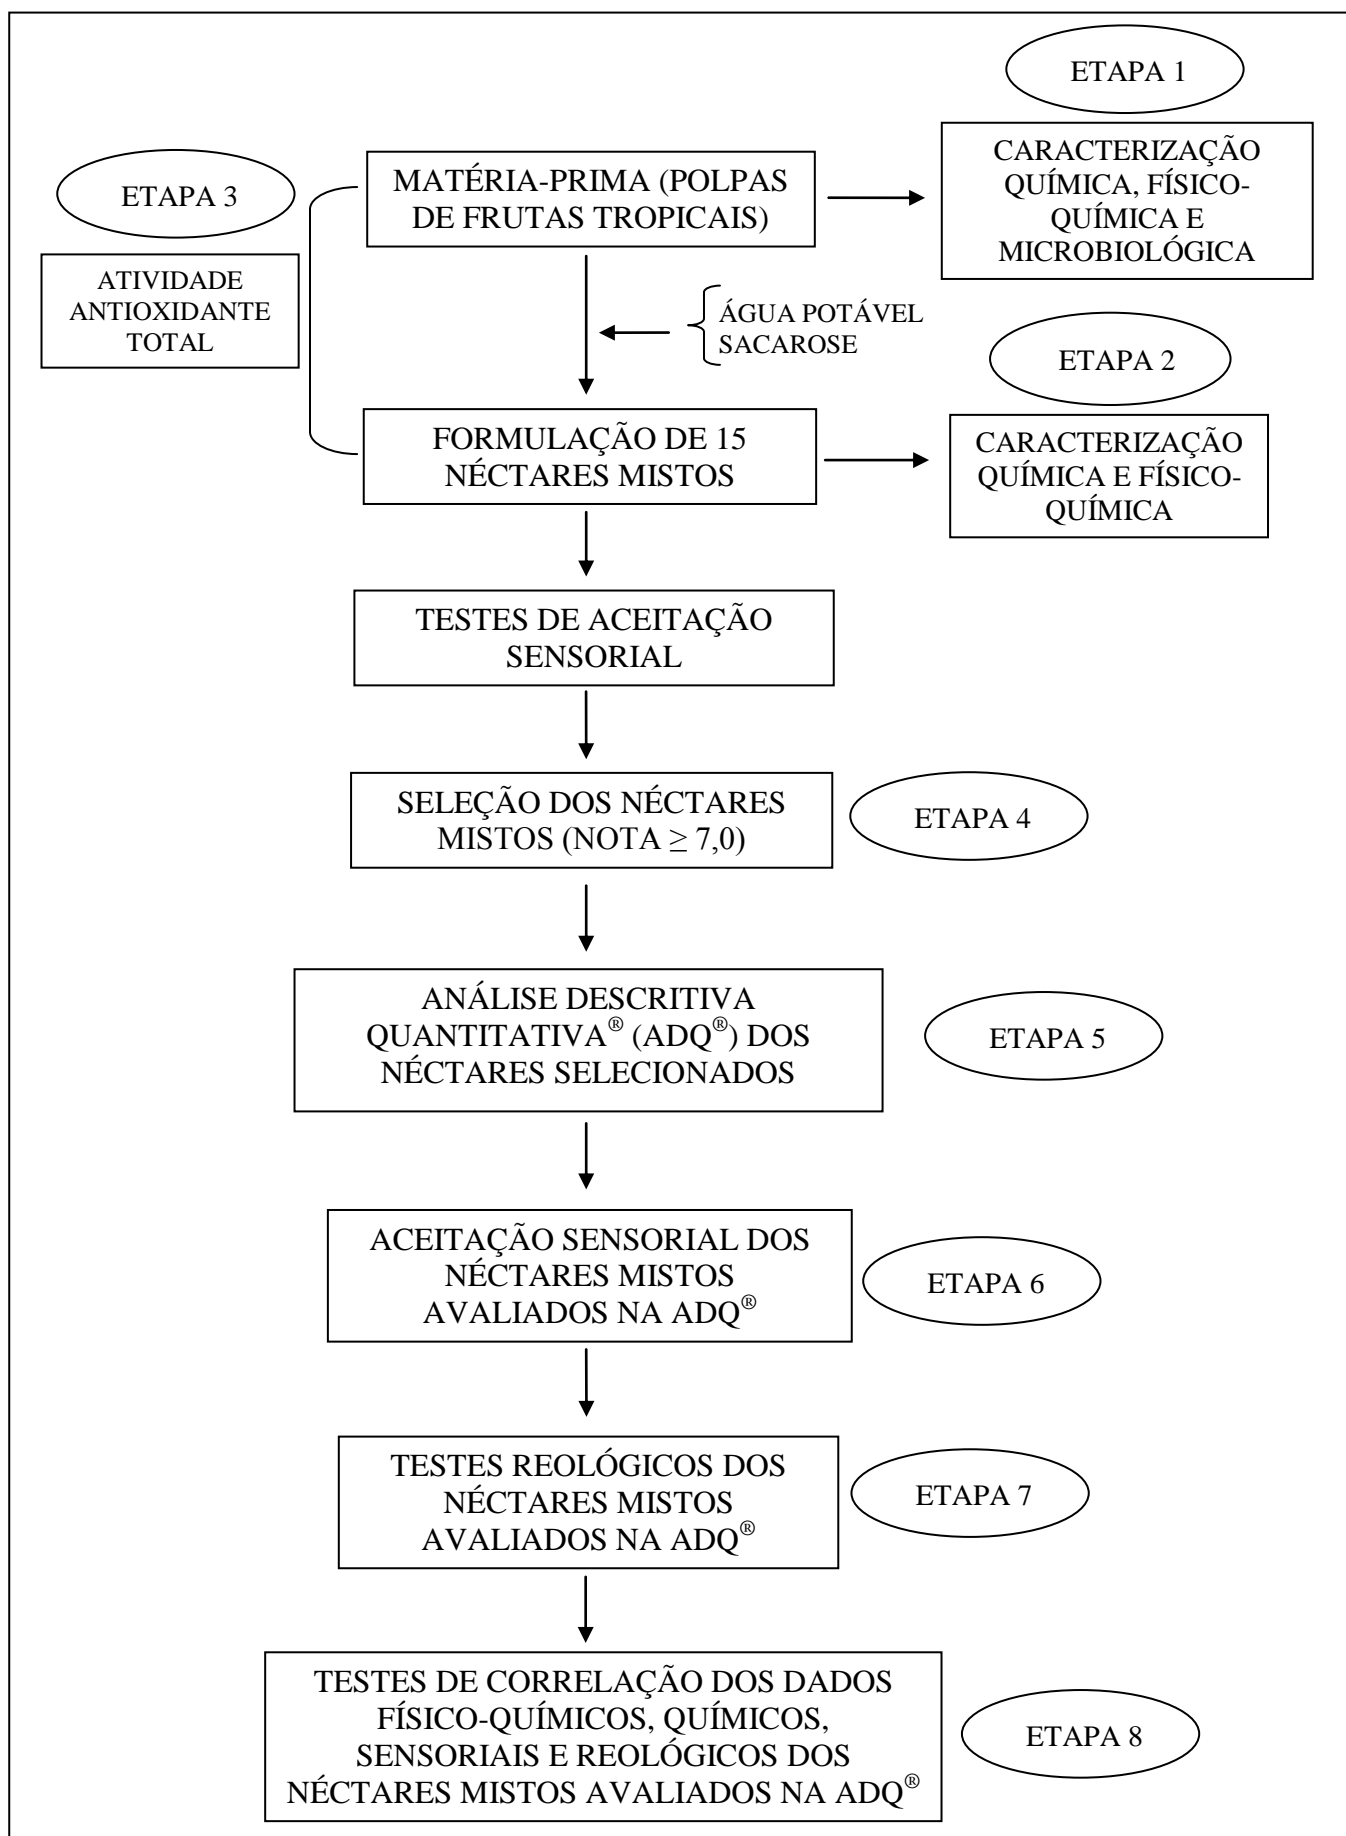 ETAPA 1
CARACTERIZAÇÃO
QUÍMICA, FÍSICO-
QUÍMICA E
MICROBIOLÓGICA
ETAPA 3
ATIVIDADE
ANTIOXIDANTE
TOTAL
MATÉRIA-PRIMA (POLPAS
DE FRUTAS TROPICAIS)
ÁGUA POTÁVEL
SACAROSE
ETAPA 2
CARACTERIZAÇÃO
QUÍMICA E FÍSICO-
QUÍMICA
FORMULAÇÃO DE 15
NÉCTARES MISTOS
TESTES DE ACEITAÇÃO
SENSORIAL
SELEÇÃO DOS NÉCTARES
MISTOS (NOTA ≥ 7,0)
ETAPA 4
ANÁLISE DESCRITIVA
QUANTITATIVA® (ADQ®) DOS
NÉCTARES SELECIONADOS
ETAPA 5
ACEITAÇÃO SENSORIAL DOS
NÉCTARES MISTOS
AVALIADOS NA ADQ®
ETAPA 6
TESTES REOLÓGICOS DOS
NÉCTARES MISTOS
AVALIADOS NA ADQ®
ETAPA 7
TESTES DE CORRELAÇÃO DOS DADOS
FÍSICO-QUÍMICOS, QUÍMICOS,
SENSORIAIS E REOLÓGICOS DOS
NÉCTARES MISTOS AVALIADOS NA ADQ®
ETAPA 8